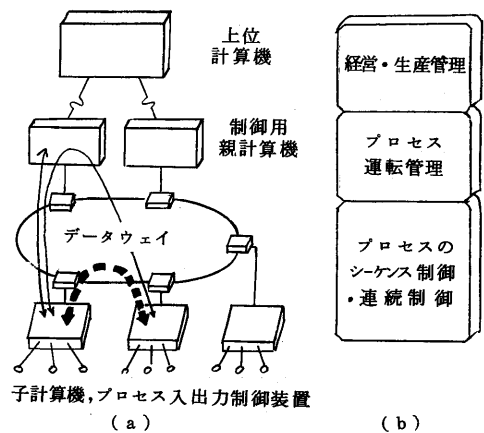 上位
計算機
制御用
親計算機
データウェイ
子計算機,プロセス入出力制御装置
(a)
経営・生産管理
プロセス
運転管理
プロセスの
シーケンス制御
・連続制御
(b)